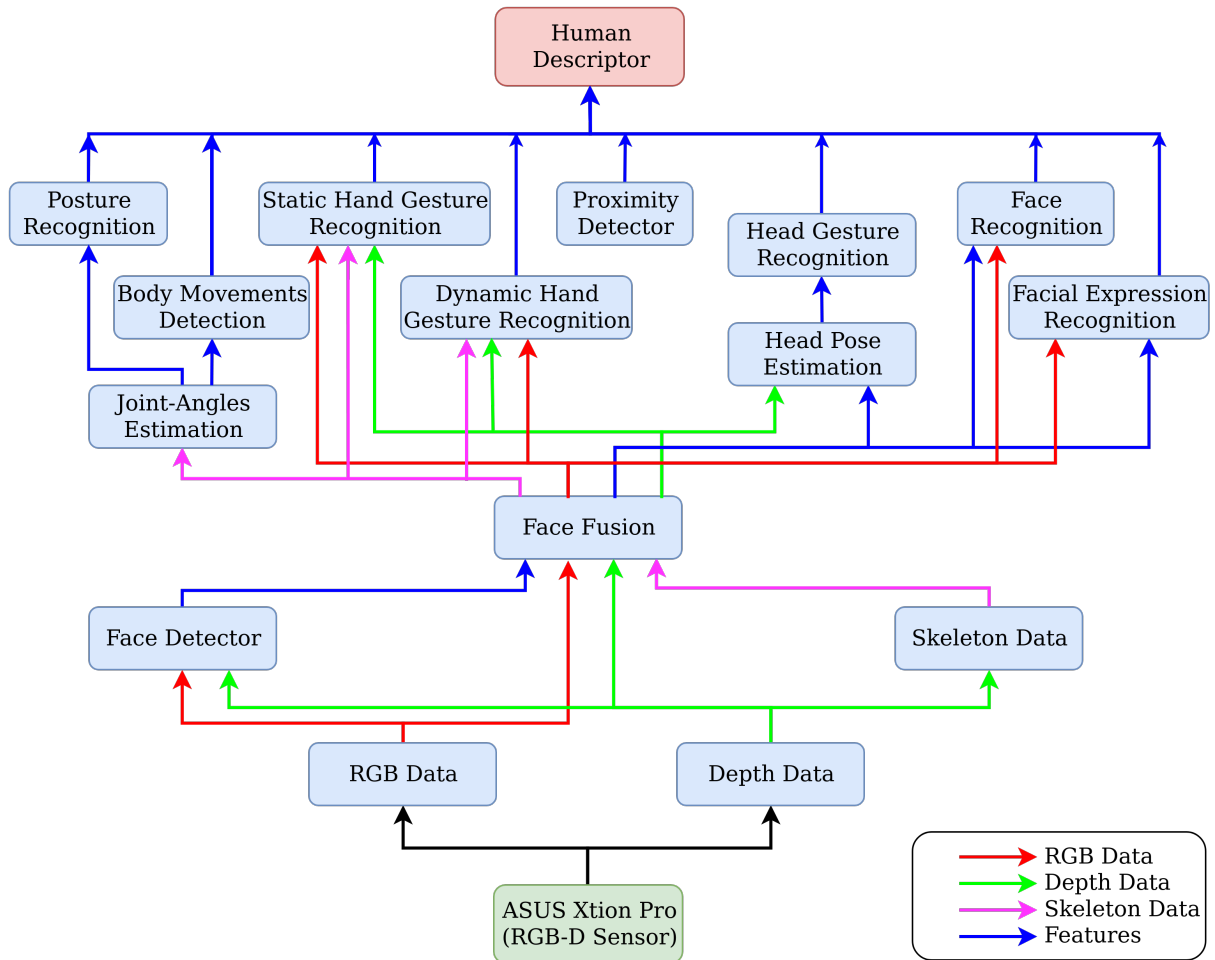 Human
Descriptor
Posture
Recognition
Static Hand Gesture
Recognition
Proximity
Detector
Head Gesture
Recognition
Face
Recognition
Body Movements
Detection
Dynamic Hand
Gesture Recognition
Facial Expression
Recognition
Head Pose
Estimation
Joint-Angles
Estimation
Face Fusion
Face Detector
Skeleton Data
RGB Data
Depth Data
ASUS Xtion Pro
(RGB-D Sensor)
RGB Data
Depth Data
Skeleton Data
Features